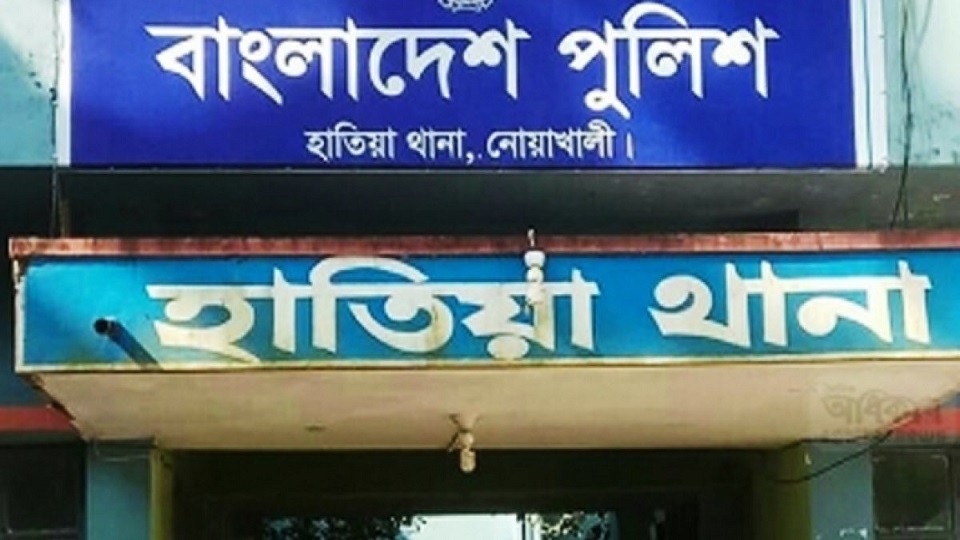 বাংলাদেশ পুলিশ
হাতিয়া থানা, নোয়াখালী।
হাতিয়া থানা